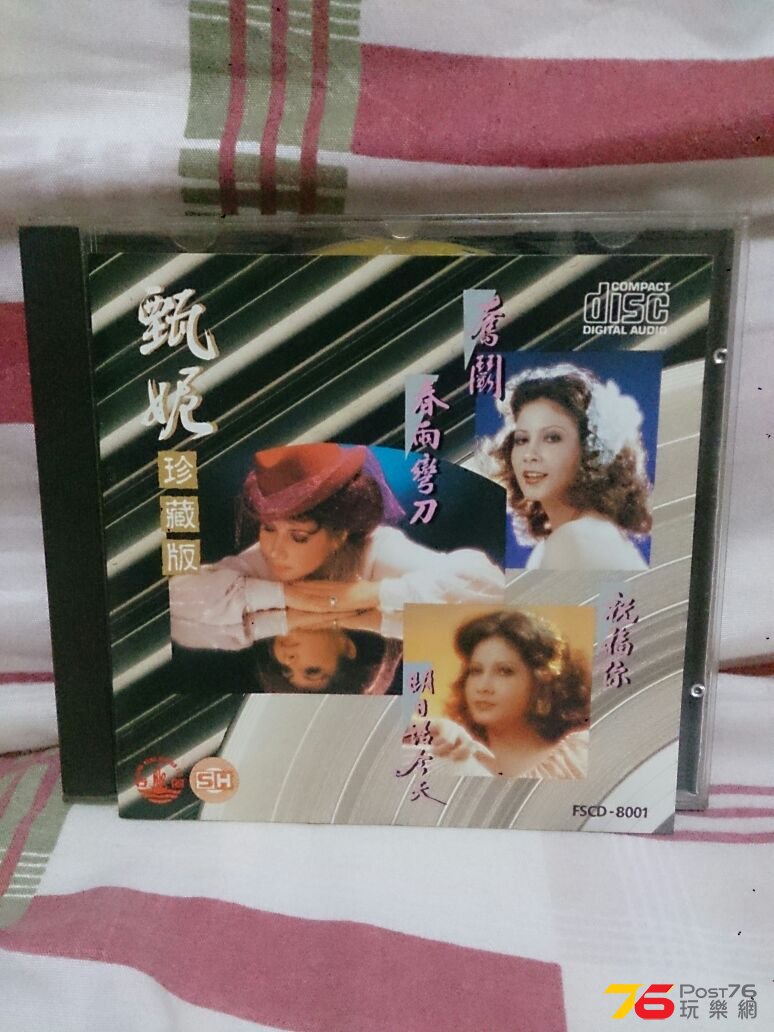 甄妮
珍藏版
COMPACT
disc
DIGITAL AUDIO
奮鬭
春雨彎刀
祝福你
明日話今天
SH
FSCD-8001
76 POST76
玩樂網